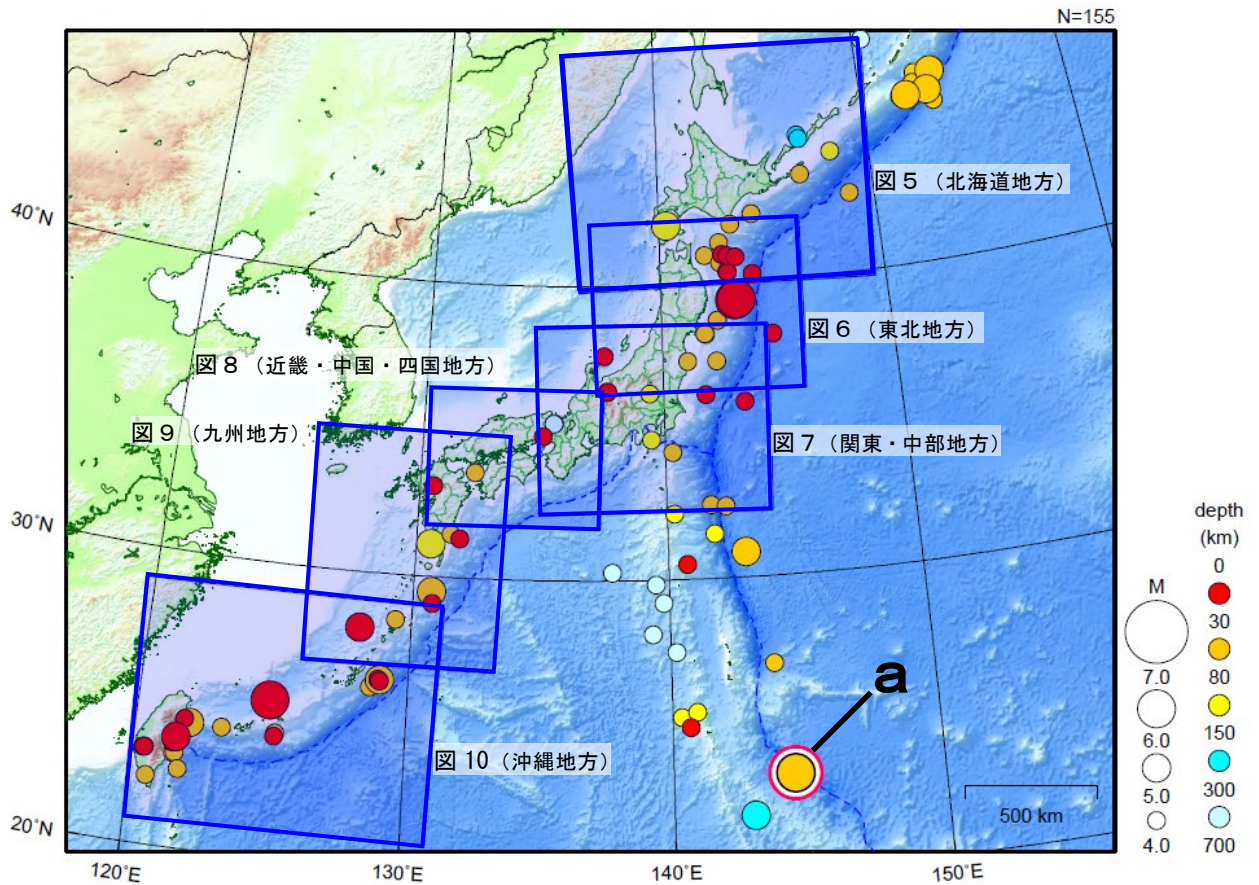 N=155
40°N
図5（北海道地方）
図6（東北地方）
図8（近畿・中国・四国地方）
図9（九州地方）
図7（関東・中部地方）
30°N
depth
(km)
0
30
80
150
300
700
M
7.0
6.0
5.0
4.0
a
図10（沖縄地方）
500 km
20°N
120°E
130°E
140°E
150°E